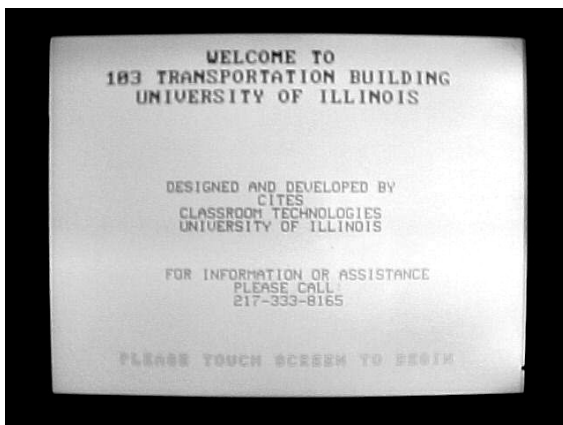 WELCOME TO
103 TRANSPORTATION BUILDING
UNIVERSITY OF ILLINOIS
DESIGNED AND DEVELOPED BY
CITES
CLASSROOM TECHNOLOGIES
UNIVERSITY OF ILLINOIS
FOR INFORMATION OR ASSISTANCE
PLEASE CALL:
217-333-8165
PLEASE TOUCH SCREEN TO BEGIN